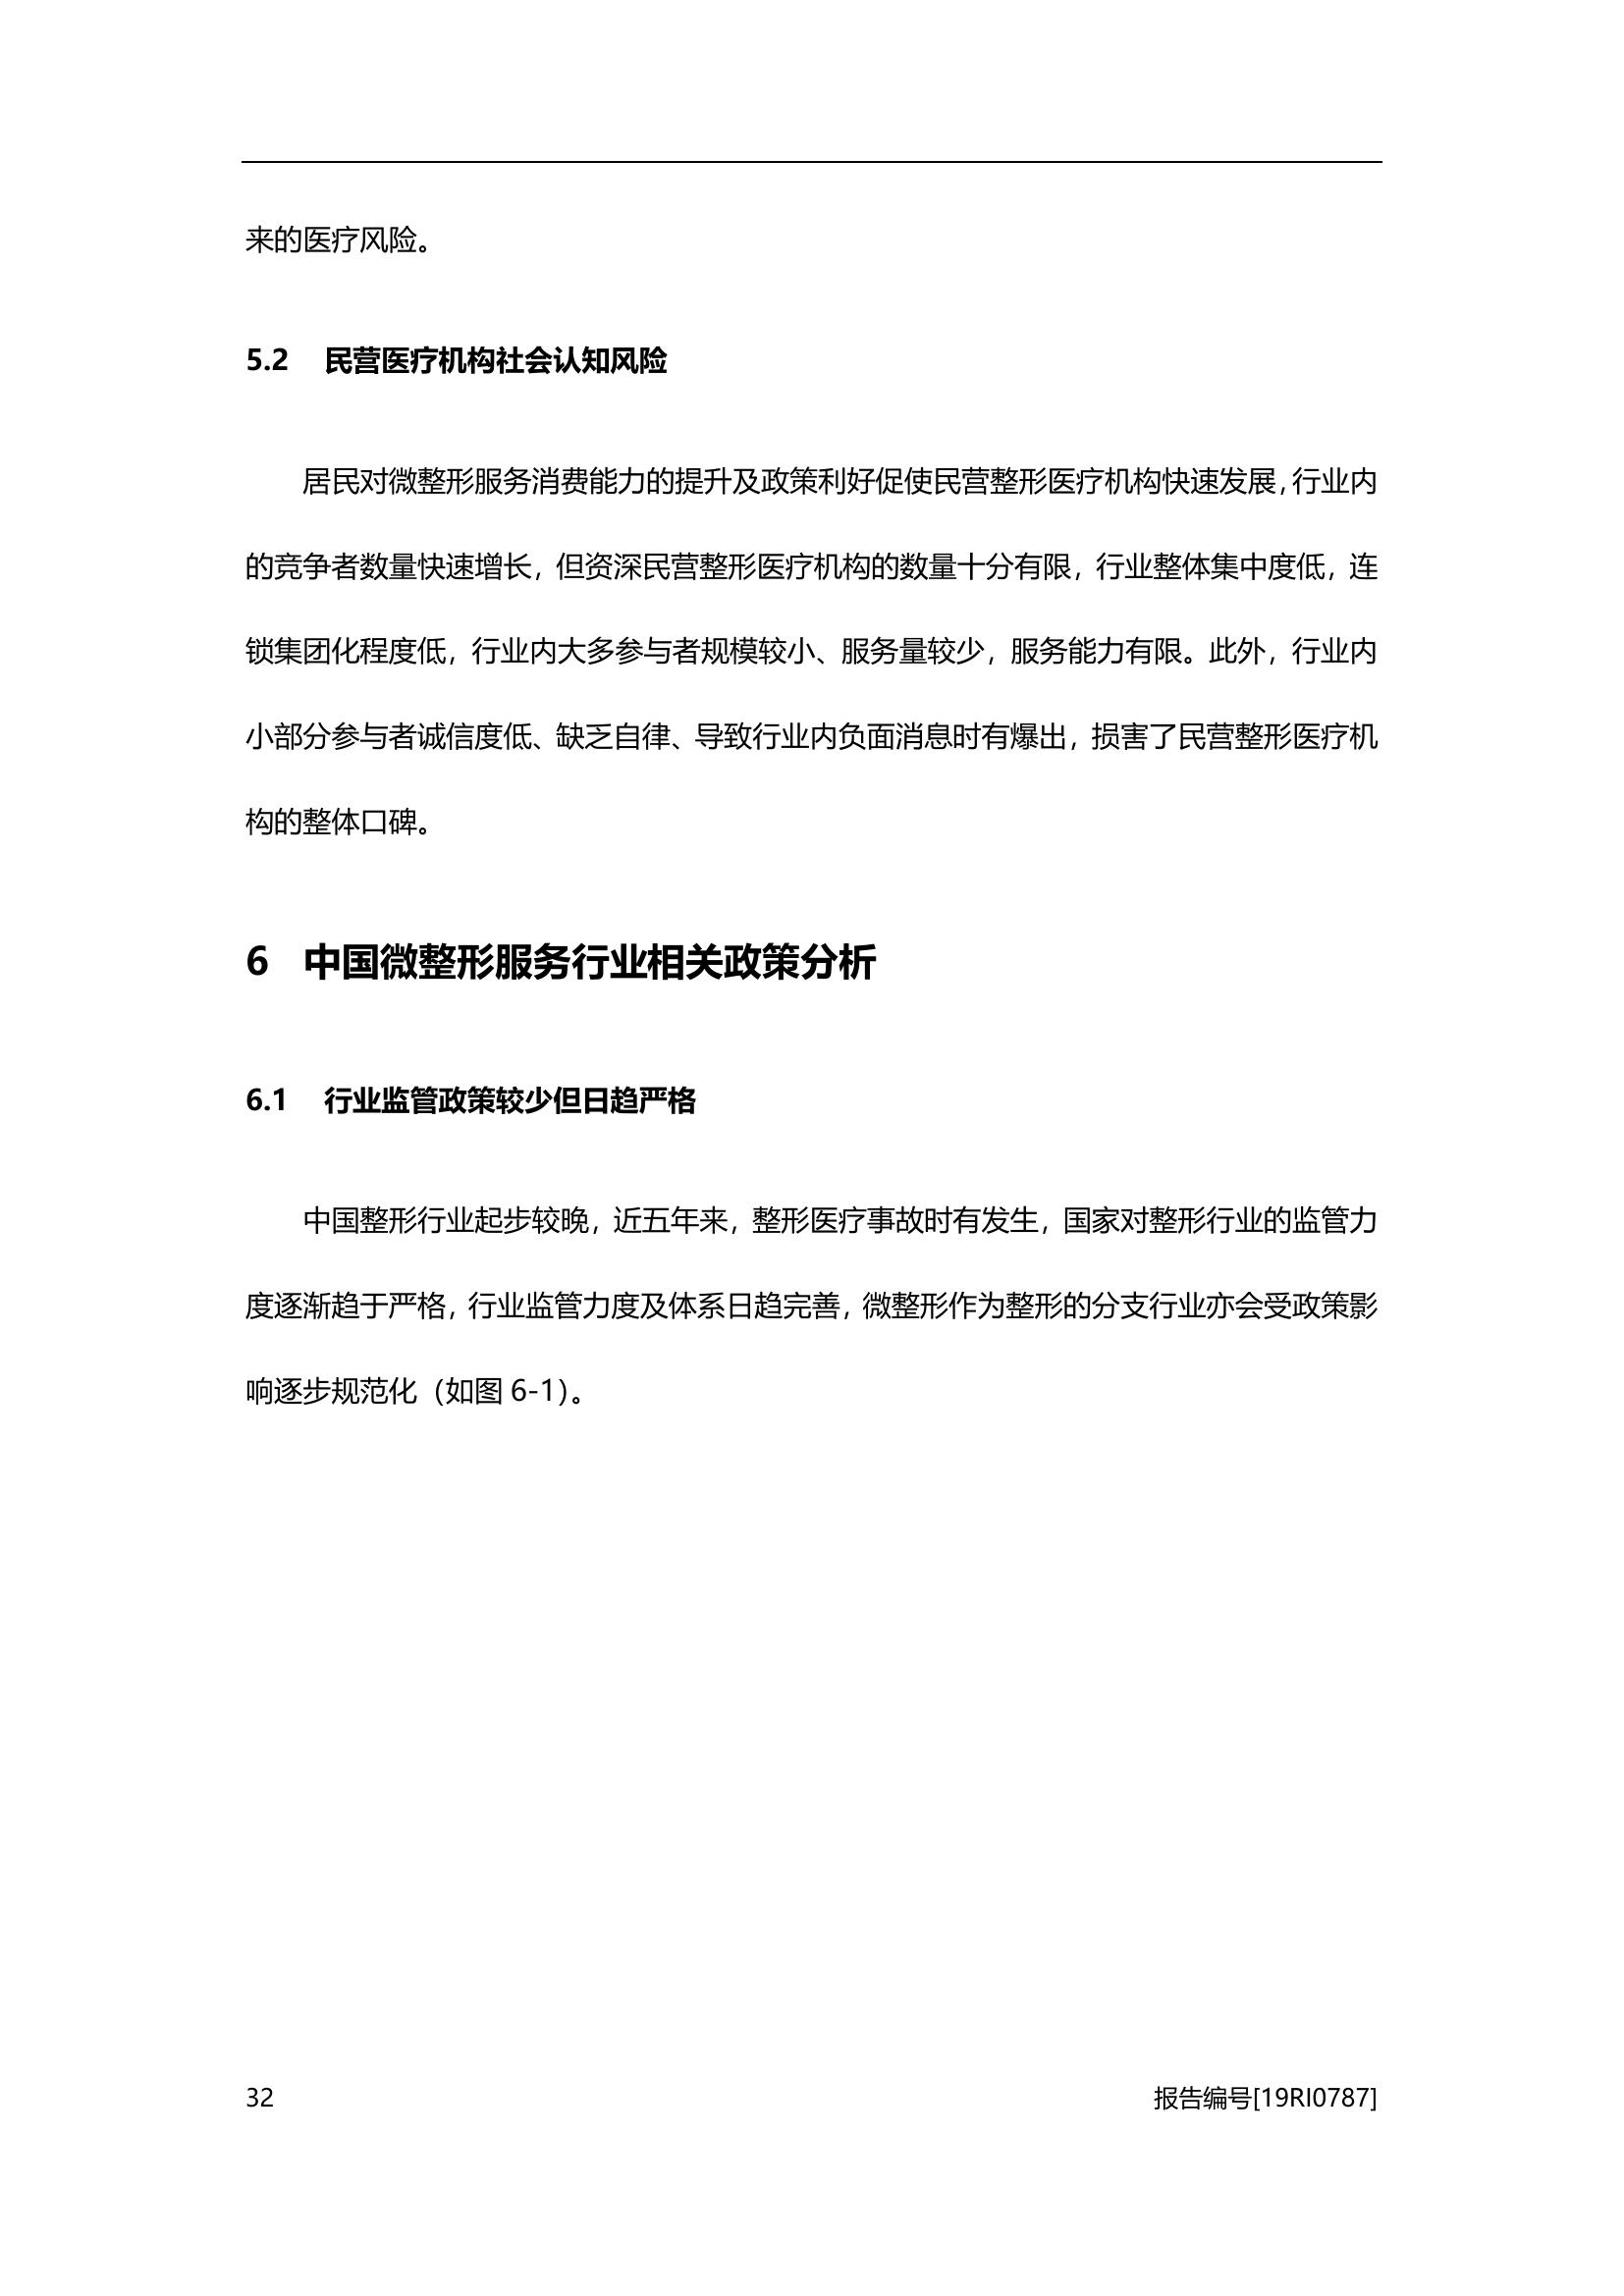 来的医疗风险。
5.2 民营医疗机构社会认知风险
居民对微整形服务消费能力的提升及政策利好促使民营整形医疗机构快速发展，行业内
的竞争者数量快速增长，但资深民营整形医疗机构的数量十分有限，行业整体集中度低，连
锁集团化程度低，行业内大多参与者规模较小、服务量较少，服务能力有限。此外，行业内
小部分参与者诚信度低、缺乏自律、导致行业内负面消息时有爆出，损害了民营整形医疗机
构的整体口碑。
6 中国微整形服务行业相关政策分析
6.1 行业监管政策较少但日趋严格
中国整形行业起步较晚，近五年来，整形医疗事故时有发生，国家对整形行业的监管力
度逐渐趋于严格，行业监管力度及体系日趋完善，微整形作为整形的分支行业亦会受政策影
响逐步规范化（如图 6-1）。
32 报告编号[19RI0787]